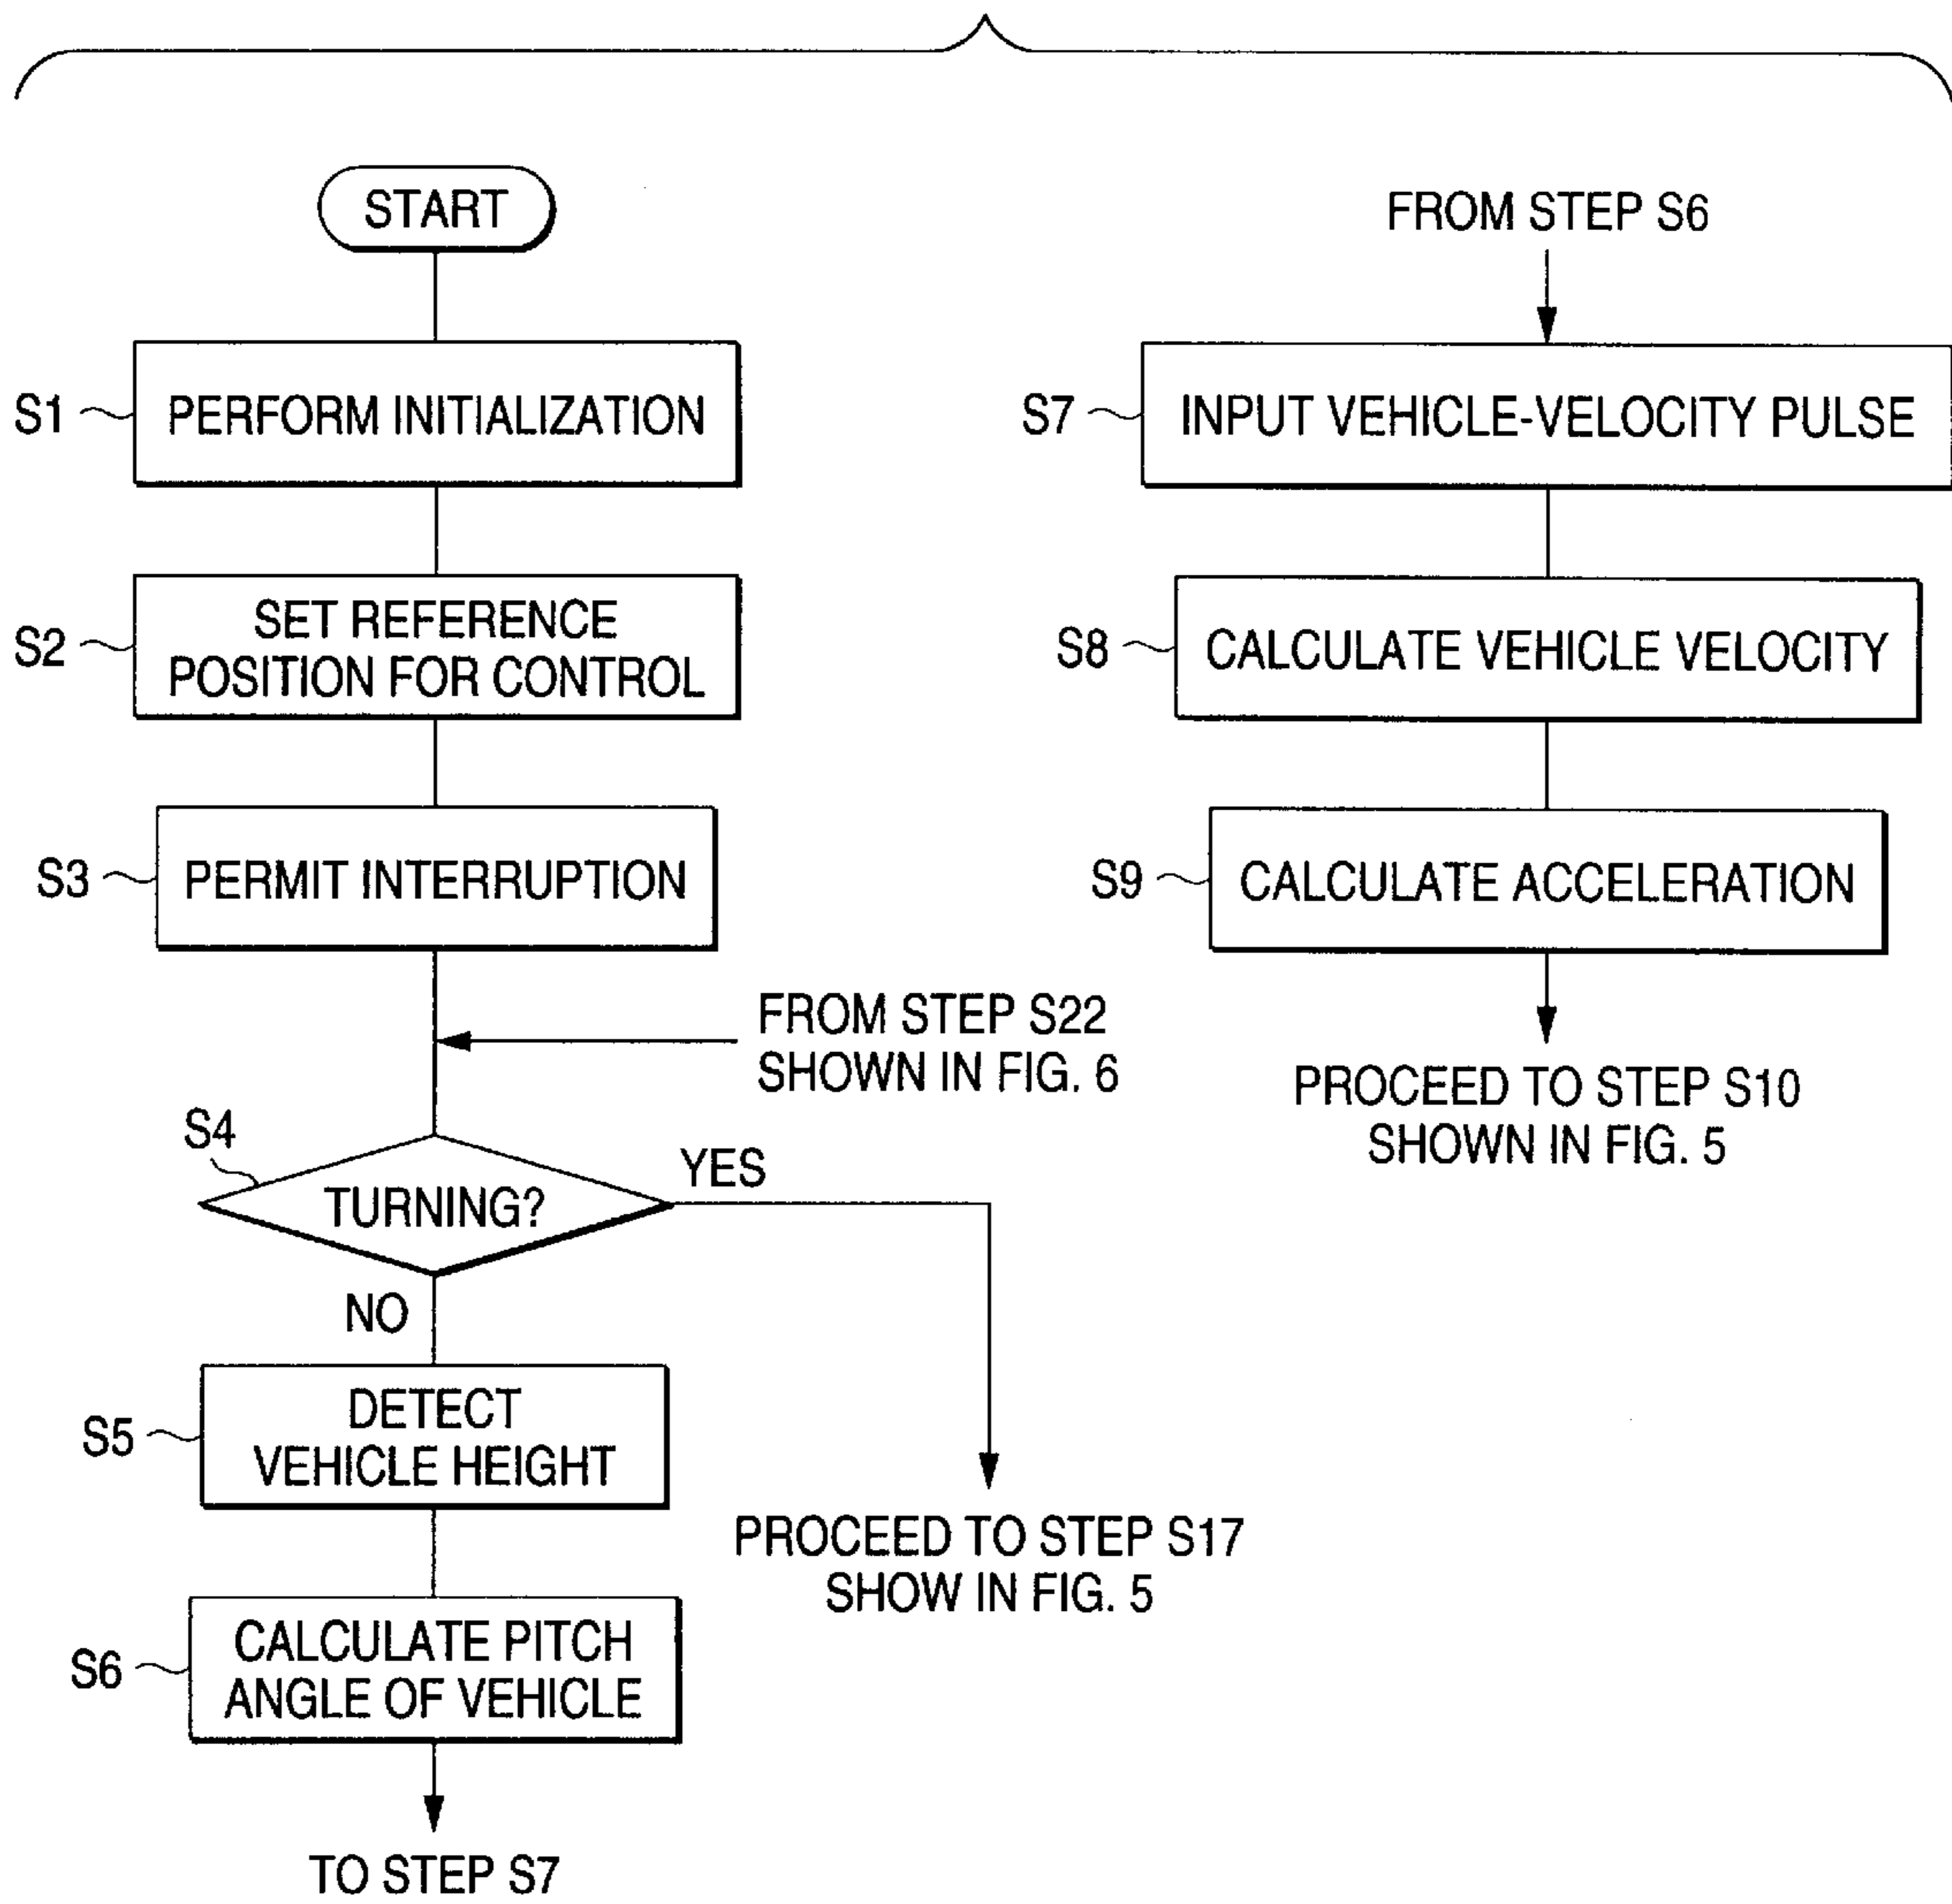 START
S1
PERFORM INITIALIZATION
S2
SET REFERENCE
POSITION FOR CONTROL
S3
PERMIT INTERRUPTION
FROM STEP S22
SHOWN IN FIG. 6
S4
TURNING?
YES
NO
S5
DETECT
VEHICLE HEIGHT
PROCEED TO STEP S17
SHOW IN FIG. 5
S6
CALCULATE PITCH
ANGLE OF VEHICLE
TO STEP S7
FROM STEP S6
S7
INPUT VEHICLE-VELOCITY PULSE
S8
CALCULATE VEHICLE VELOCITY
S9
CALCULATE ACCELERATION
PROCEED TO STEP S10
SHOWN IN FIG. 5